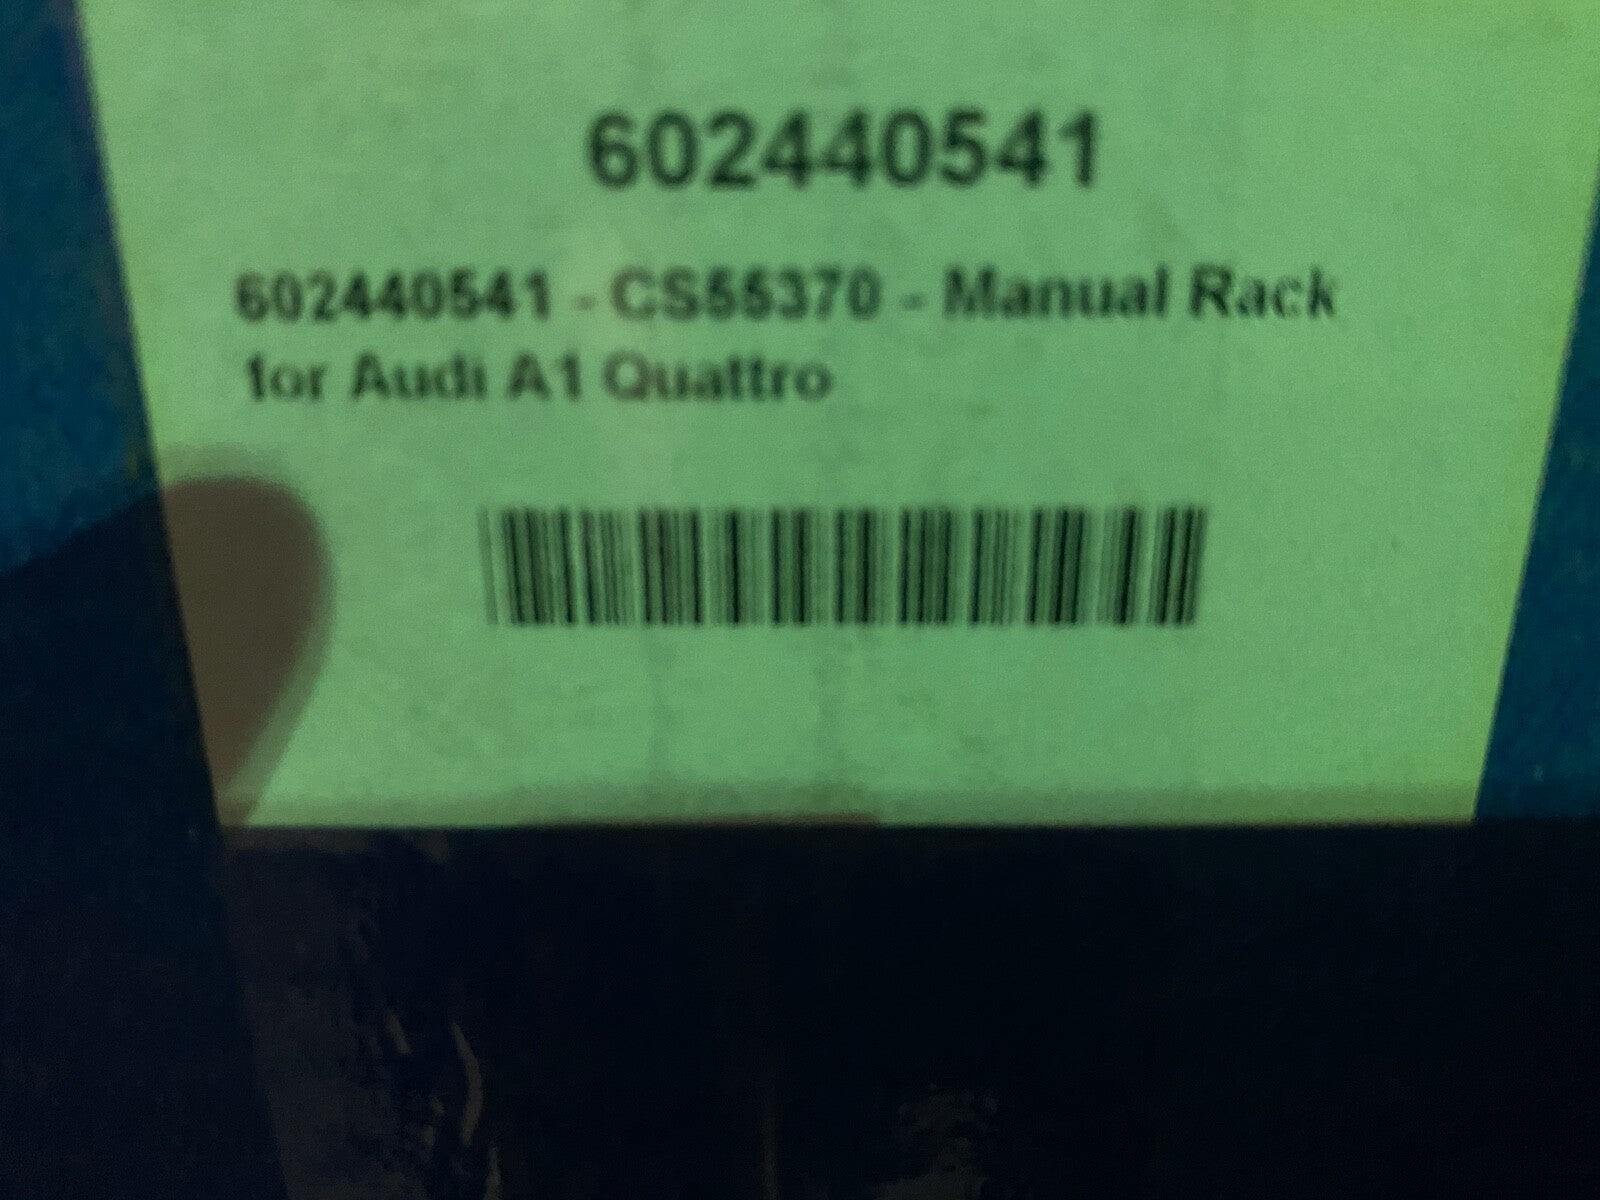 602440541
602440541 - CS55370 - Manual Rack
for Audi A1 Quattro